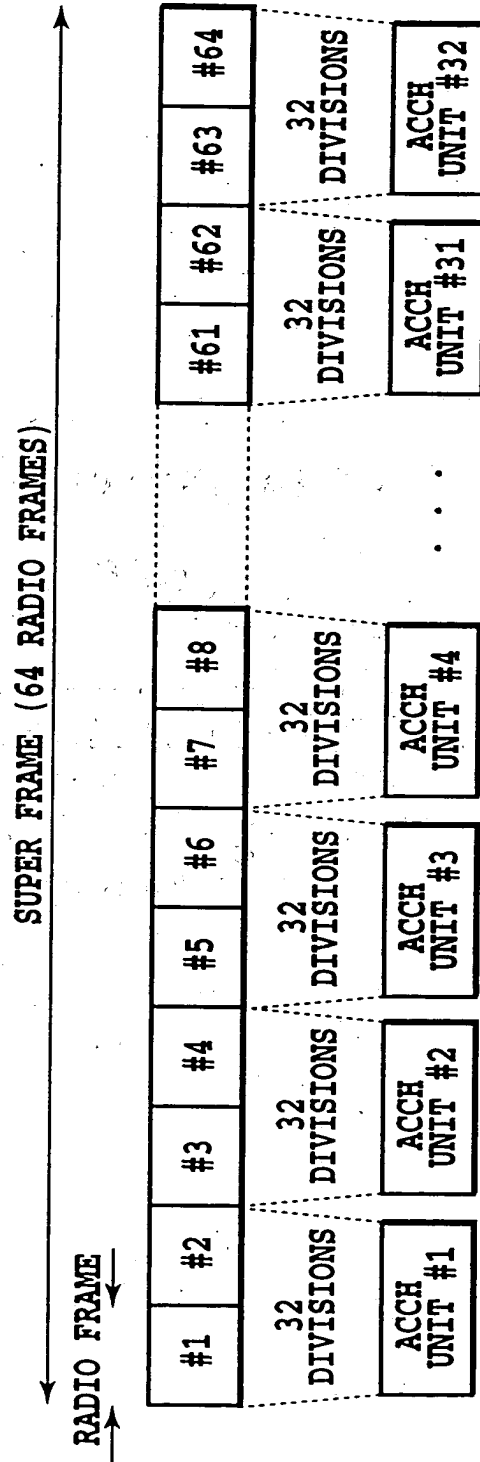 SUPER FRAME (64 RADIO FRAMES)
RADIO FRAME
#1 #2 #3 #4 #5 #6 #7 #8 #61 #62 #63 #64
32 32 32 32 32 32
DIVISIONS DIVISIONS DIVISIONS DIVISIONS DIVISIONS DIVISIONS
ACCH ACCH ACCH ACCH . . . ACCH ACCH
UNIT #1 UNIT #2 UNIT #3 UNIT #4 UNIT #31 UNIT #32